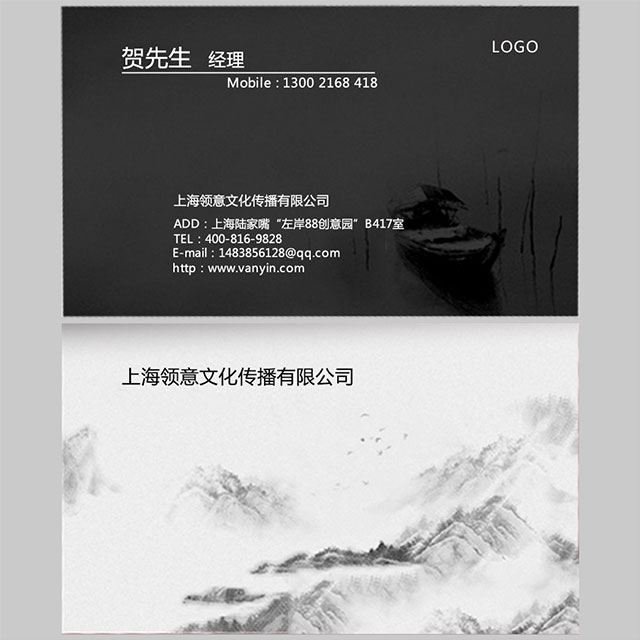 贺先生 经理
LOGO
Mobile : 1300 2168 418
上海领意文化传播有限公司
ADD : 上海陆家嘴“左岸88创意园”B417室
TEL : 400-816-9828
E-mail : 1483856128@qq.com
http : www.vanyin.com
上海领意文化传播有限公司